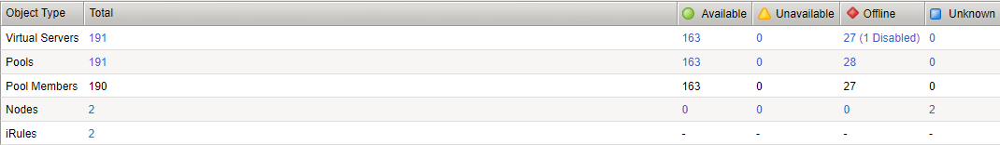 Object Type Total Available Unavailable Offline Unknown
Virtual Servers 191 163 0 27 (1 Disabled) 0
Pools 191 163 0 28 0
Pool Members 190 163 0 27 0
Nodes 2 0 0 0 2
iRules 2 - - - -